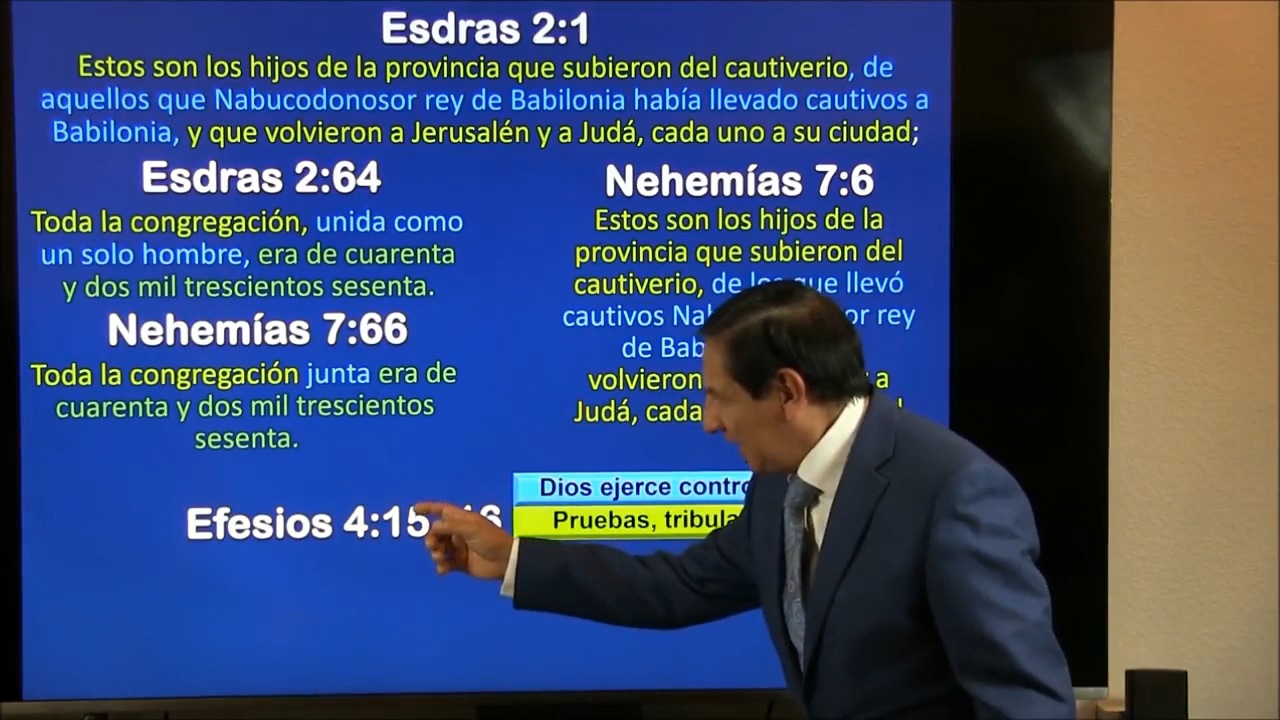 Esdras 2:1
Estos son los hijos de la provincia que subieron del cautiverio, de
aquellos que Nabucodonosor rey de Babilonia había llevado cautivos a
Babilonia, y que volvieron a Jerusalén y a Judá, cada uno a su ciudad;
Esdras 2:64
Toda la congregación, unida como
un solo hombre, era de cuarenta
y dos mil trescientos sesenta.
Nehemías 7:66
Toda la congregación junta era de
cuarenta y dos mil trescientos
sesenta.
Nehemías 7:6
Estos son los hijos de la
provincia que subieron del
cautiverio, de los que llevó
cautivos rey
de
volvieron a
Judá, cada
Efesios 4:15
Dios ejerce
Pruebas,